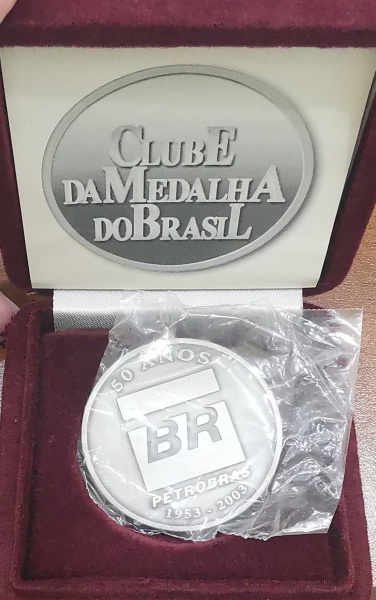 CLUBE
DA MEDALHA
DO BRASIL
50 ANOS
BR
PETROBRAS
1953 - 2003